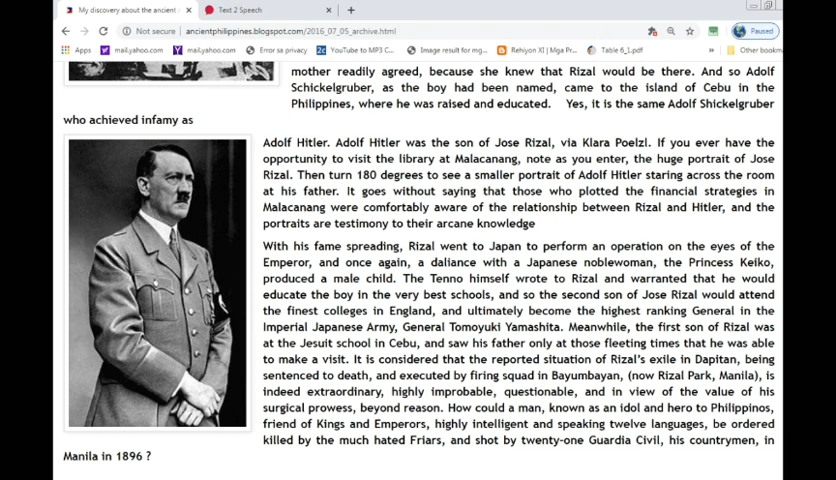 My discovery about the ancient
Text 2 Speech
Not secure
ancientphilippines.blogspot.com/2016_07_05_archive.html
Paused
Apps
mail.yahoo.com
mail.yahoo.com
Error sa privacy
YouTube to MP3 C...
Image result for mg...
Rehiyon XI | Mga Pr...
Table 6_1.pdf
»
Other bookm
mother readily agreed, because she knew that Rizal would be there. And so Adolf
Schickelgruber, as the boy had been named, came to the island of Cebu in the
Philippines, where he was raised and educated. Yes, it is the same Adolf Shickelgruber
who achieved infamy as
Adolf Hitler. Adolf Hitler was the son of Jose Rizal, via Klara Poelzl. If you ever have the
opportunity to visit the library at Malacanang, note as you enter, the huge portrait of Jose
Rizal. Then turn 180 degrees to see a smaller portrait of Adolf Hitler staring across the room
at his father. It goes without saying that those who plotted the financial strategies in
Malacanang were comfortably aware of the relationship between Rizal and Hitler, and the
portraits are testimony to their arcane knowledge
With his fame spreading, Rizal went to Japan to perform an operation on the eyes of the
Emperor, and once again, a daliance with a Japanese noblewoman, the Princess Keiko,
produced a male child. The Tenno himself wrote to Rizal and warranted that he would
educate the boy in the very best schools, and so the second son of Jose Rizal would attend
the finest colleges in England, and ultimately become the highest ranking General in the
Imperial Japanese Army, General Tomoyuki Yamashita. Meanwhile, the first son of Rizal was
at the Jesuit school in Cebu, and saw his father only at those fleeting times that he was able
to make a visit. It is considered that the reported situation of Rizal's exile in Dapitan, being
sentenced to death, and executed by firing squad in Bayumbayan, (now Rizal Park, Manila), is
indeed extraordinary, highly improbable, questionable, and in view of the value of his
surgical prowess, beyond reason. How could a man, known as an idol and hero to Philippinos,
friend of Kings and Emperors, highly intelligent and speaking twelve languages, be ordered
killed by the much hated Friars, and shot by twenty-one Guardia Civil, his countrymen, in
Manila in 1896 ?